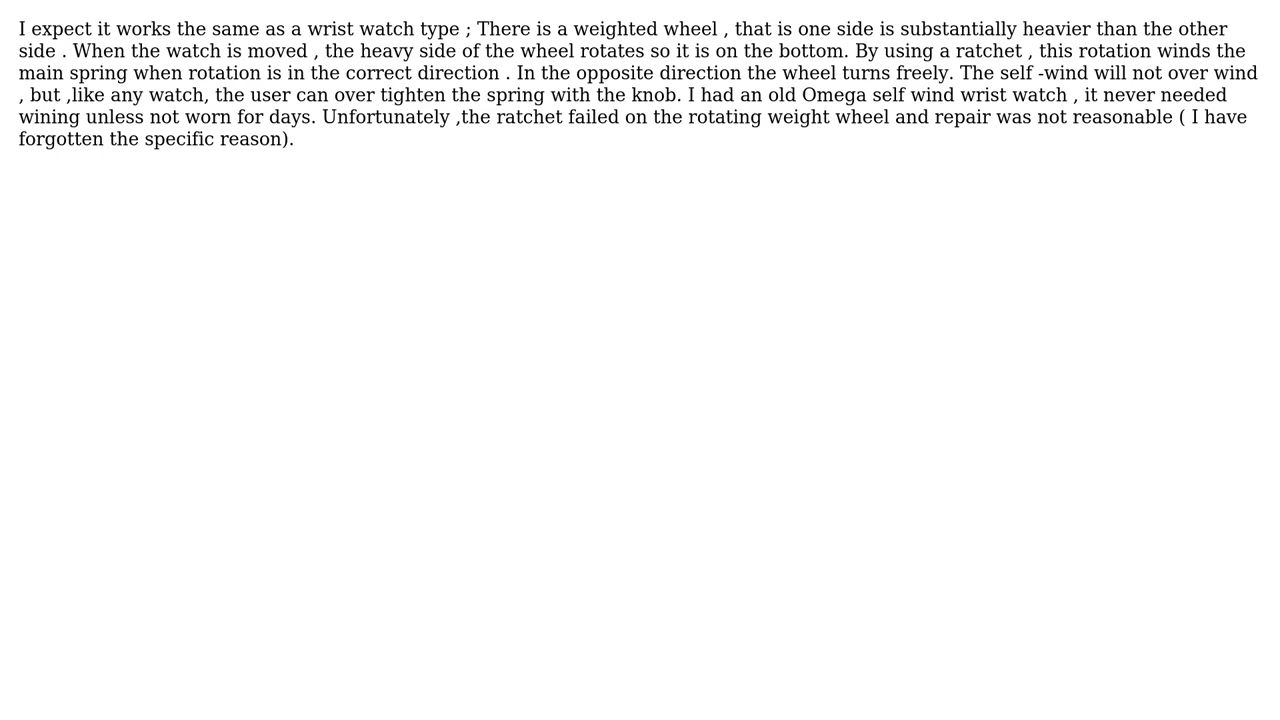 I expect it works the same as a wrist watch type ; There is a weighted wheel , that is one side is substantially heavier than the other
side . When the watch is moved , the heavy side of the wheel rotates so it is on the bottom. By using a ratchet , this rotation winds the
main spring when rotation is in the correct direction . In the opposite direction the wheel turns freely. The self -wind will not over wind
, but ,like any watch, the user can over tighten the spring with the knob. I had an old Omega self wind wrist watch , it never needed
wining unless not worn for days. Unfortunately ,the ratchet failed on the rotating weight wheel and repair was not reasonable ( I have
forgotten the specific reason).